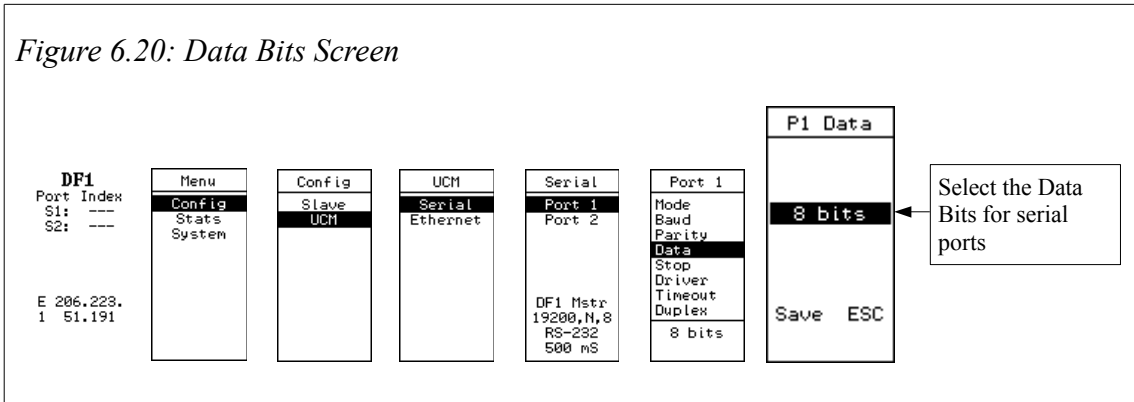 Figure 6.20: Data Bits Screen
DF1
Port Index
S1: ---
S2: ---
E 206.223.
1 51.191
Menu
Config
Stats
System
Config
Slave
UCM
UCM
Serial
Ethernet
Serial
Port 1
Port 2
DF1 Mstr
19200,N,8
RS-232
500 mS
Port 1
Mode
Baud
Parity
Data
Stop
Driver
Timeout
Duplex
8 bits
P1 Data
8 bits
Save ESC
Select the Data
Bits for serial
ports